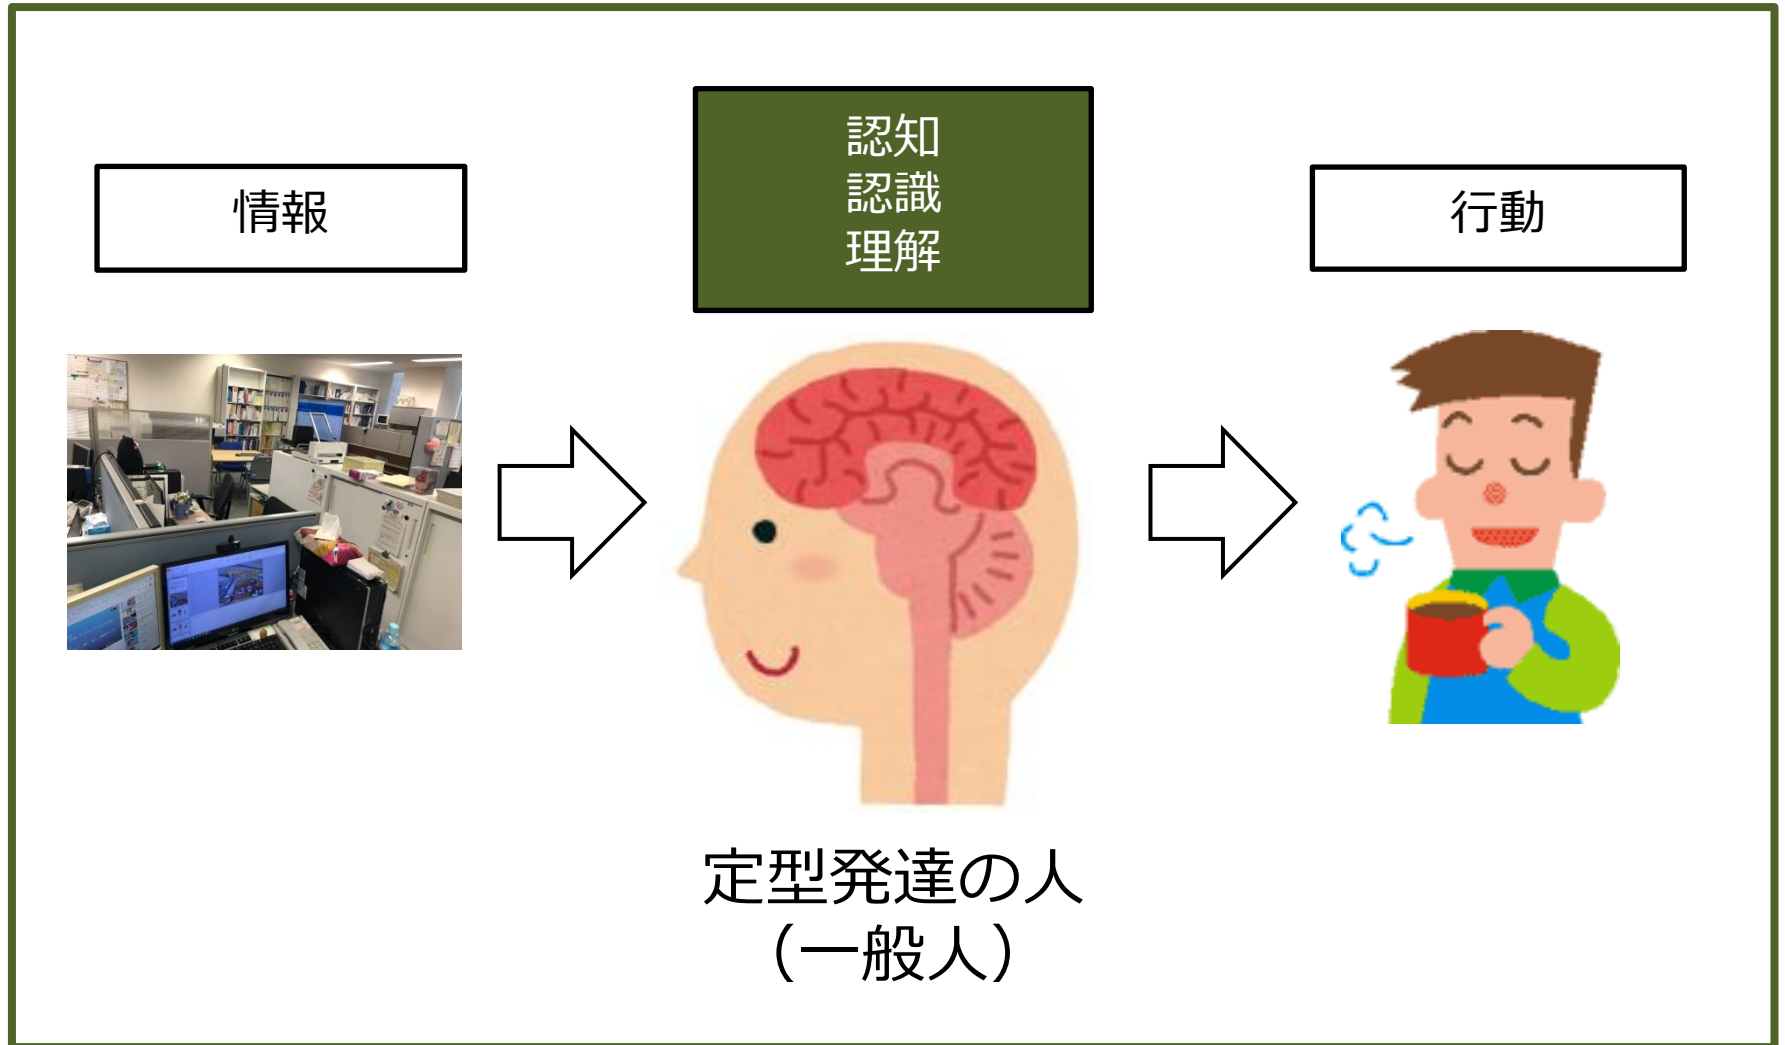 情報
認知
認識
理解
行動
定型発達の人
（一般人）